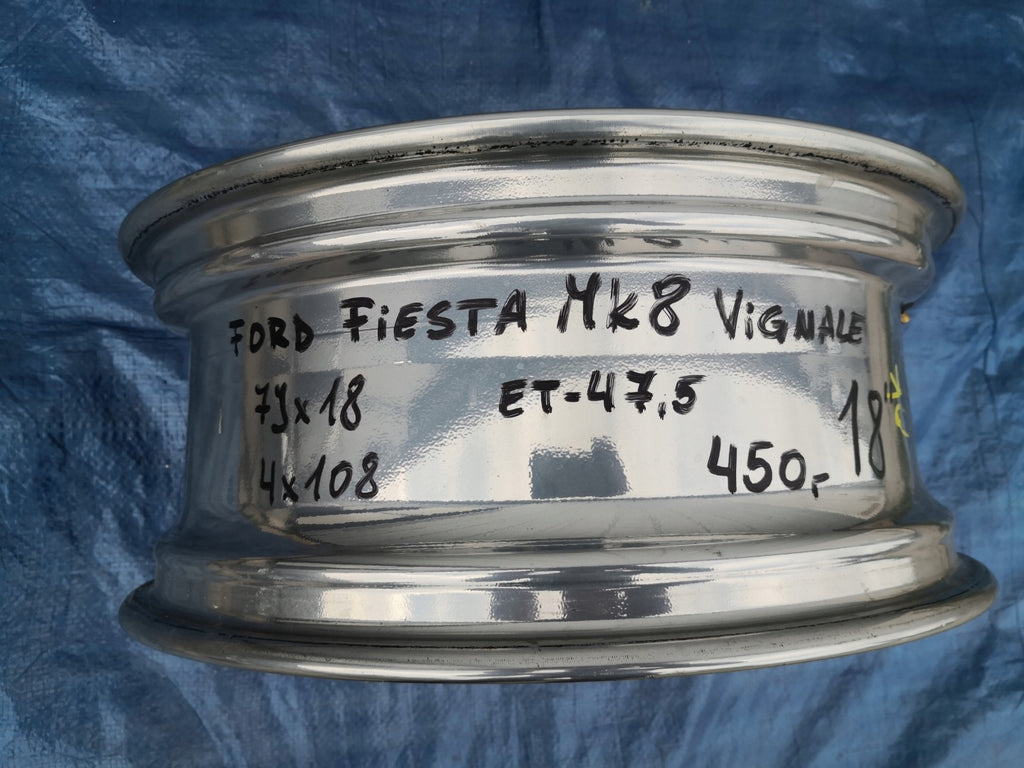 FORD FiESTA Mk8 ViGNALE
7Jx18 ET-47,5
4x108 450,- 18"